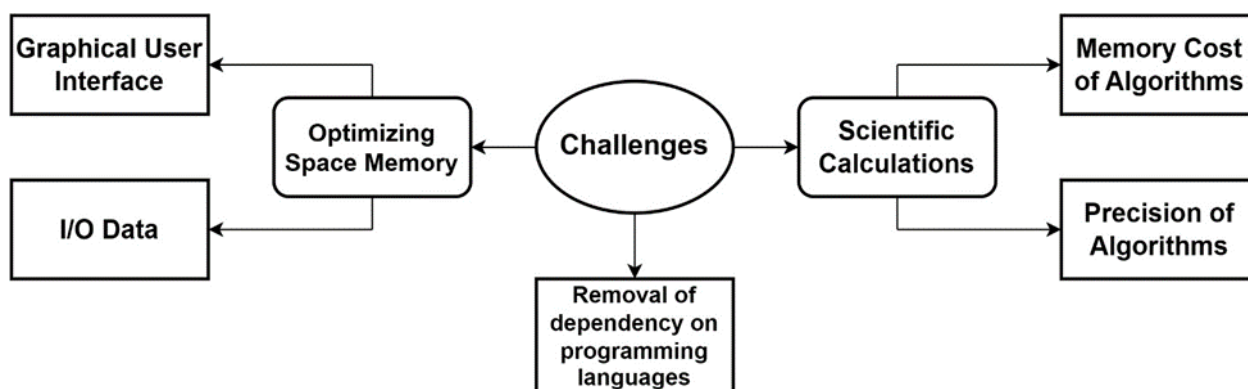 Graphical User
Interface
Optimizing
Space Memory
I/O Data
Challenges
Removal of
dependency on
programming
languages
Scientific
Calculations
Memory Cost
of Algorithms
Precision of
Algorithms